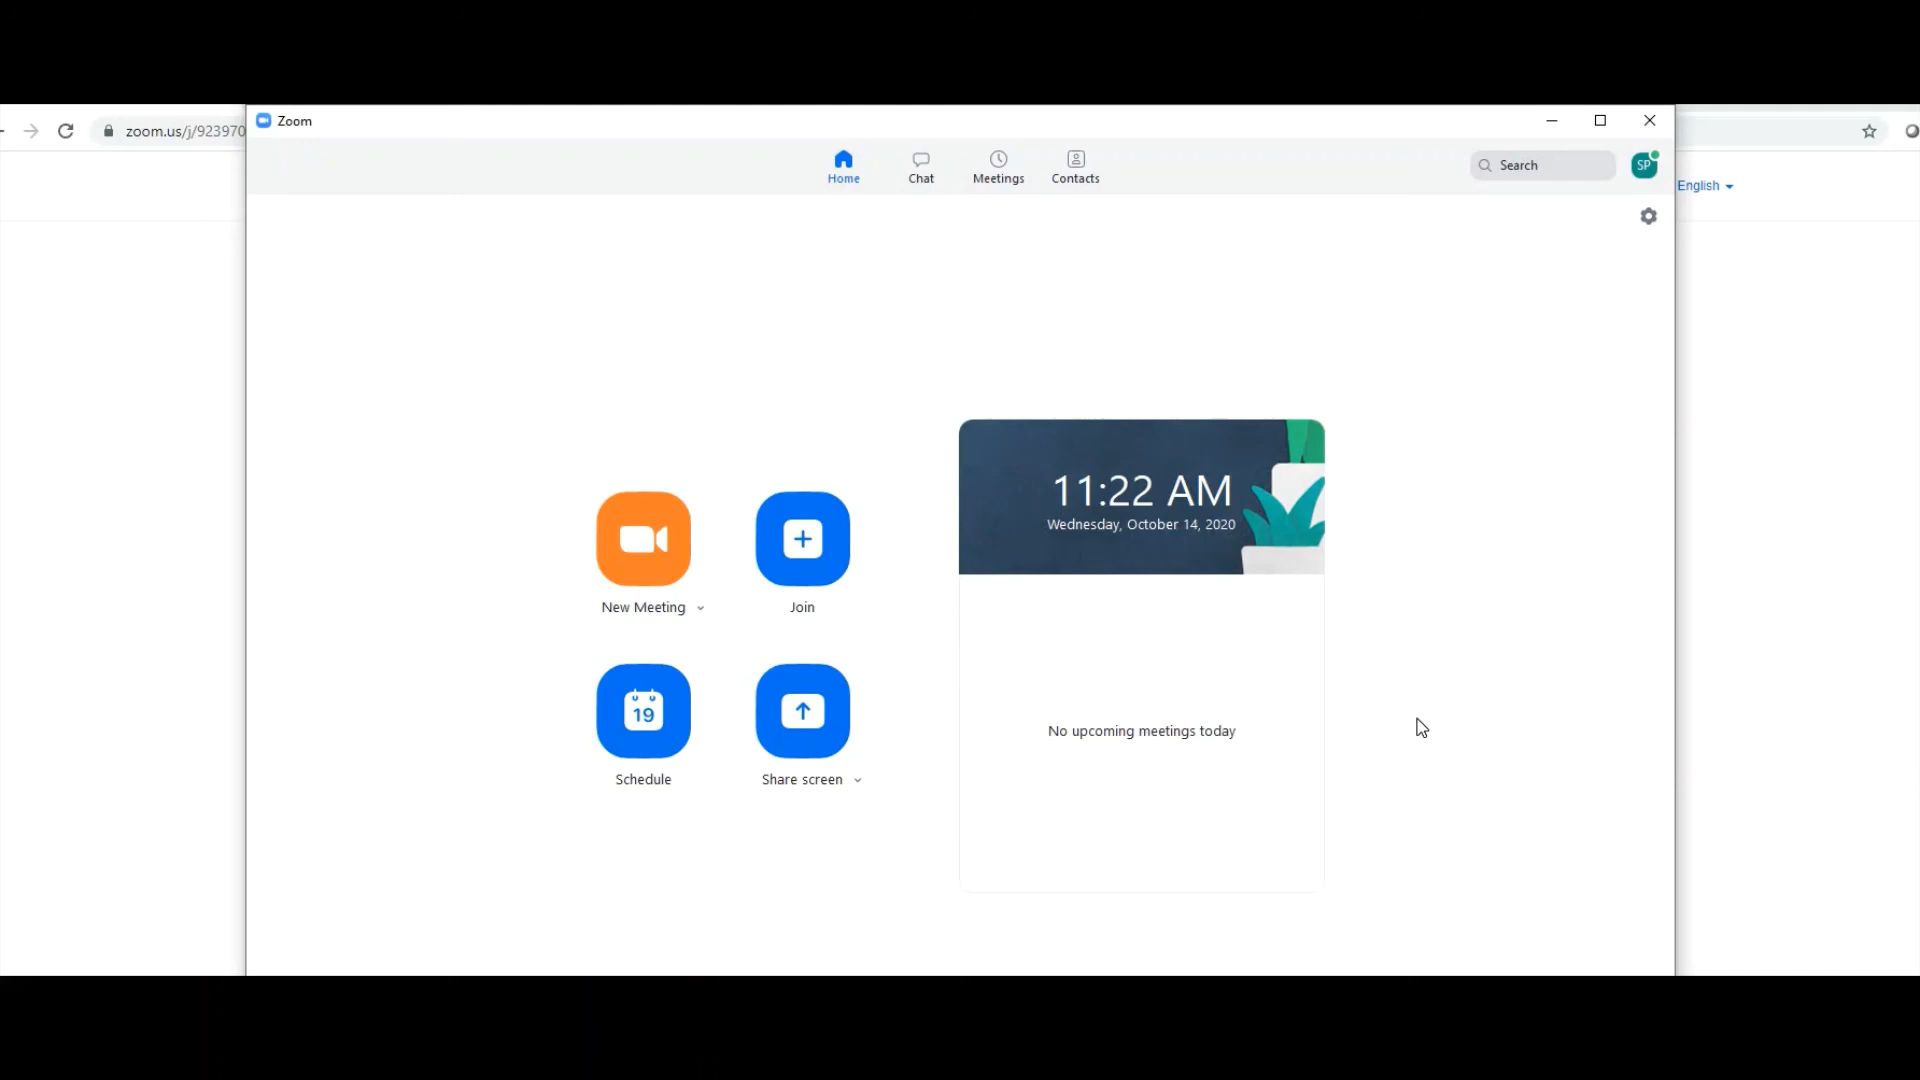 zoom.us/j/923970
Zoom
Home
Chat
Meetings
Contacts
Search
SP
English
11:22 AM
Wednesday, October 14, 2020
New Meeting
Join
19
Schedule
Share screen
No upcoming meetings today